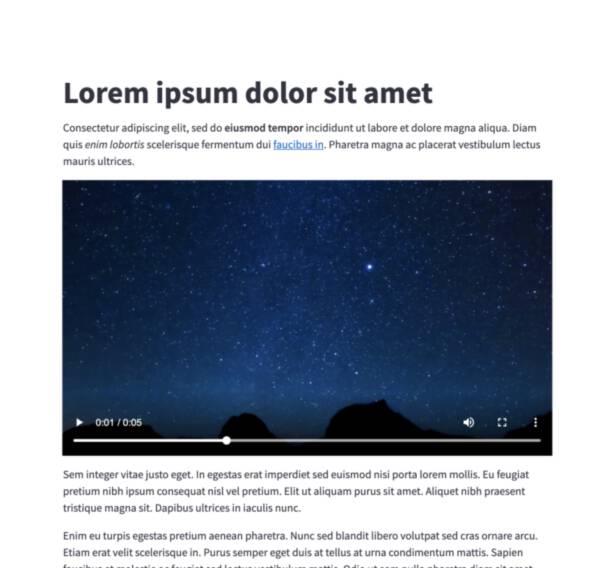 Lorem ipsum dolor sit amet
Consectetur adipiscing elit, sed do eiusmod tempor incididunt ut labore et dolore magna aliqua. Diam
quis enim lobortis scelerisque fermentum dui faucibus in. Pharetra magna ac placerat vestibulum lectus
mauris ultrices.
0:01 / 0:05
Sem integer vitae justo eget. In egestas erat imperdiet sed euismod nisi porta lorem mollis. Eu feugiat
pretium nibh ipsum consequat nisl vel pretium. Elit ut aliquam purus sit amet. Aliquet nibh praesent
tristique magna sit. Dapibus ultrices in iaculis nunc.
Enim eu turpis egestas pretium aenean pharetra. Nunc sed blandit libero volutpat sed cras ornare arcu.
Etiam erat velit scelerisque in. Purus semper eget duis at tellus at urna condimentum mattis. Sapien